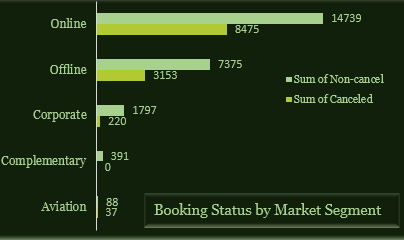 Online
14739
8475
Offline
7375
3153
Sum of Non-cancel
Sum of Canceled
Corporate
1797
220
Complementary
391
0
Aviation
88
37
Booking Status by Market Segment